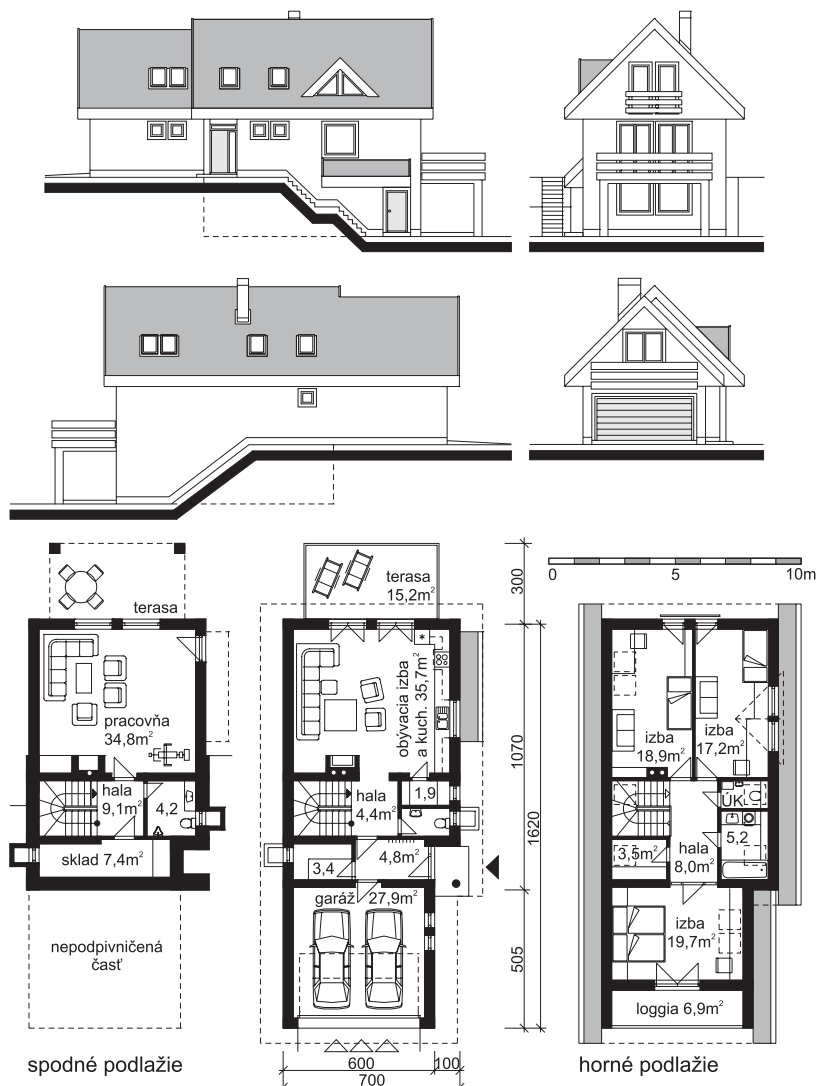 0 5 10m
300
1070
1620
505
600
100
700
terasa
pracovňa
34,8m²
hala
9,1m²
4,2
sklad 7,4m²
nepodpivničená
časť
spodné podlažie
terasa
15,2m²
obývacia izba
a kuch. 35,7m²
1,9
hala
4,4m²
4,8m²
3,4
garáž 27,9m²
izba
18,9m²
izba
17,2m²
ÚK
5,2
3,5m²
hala
8,0m²
izba
19,7m²
loggia 6,9m²
horné podlažie